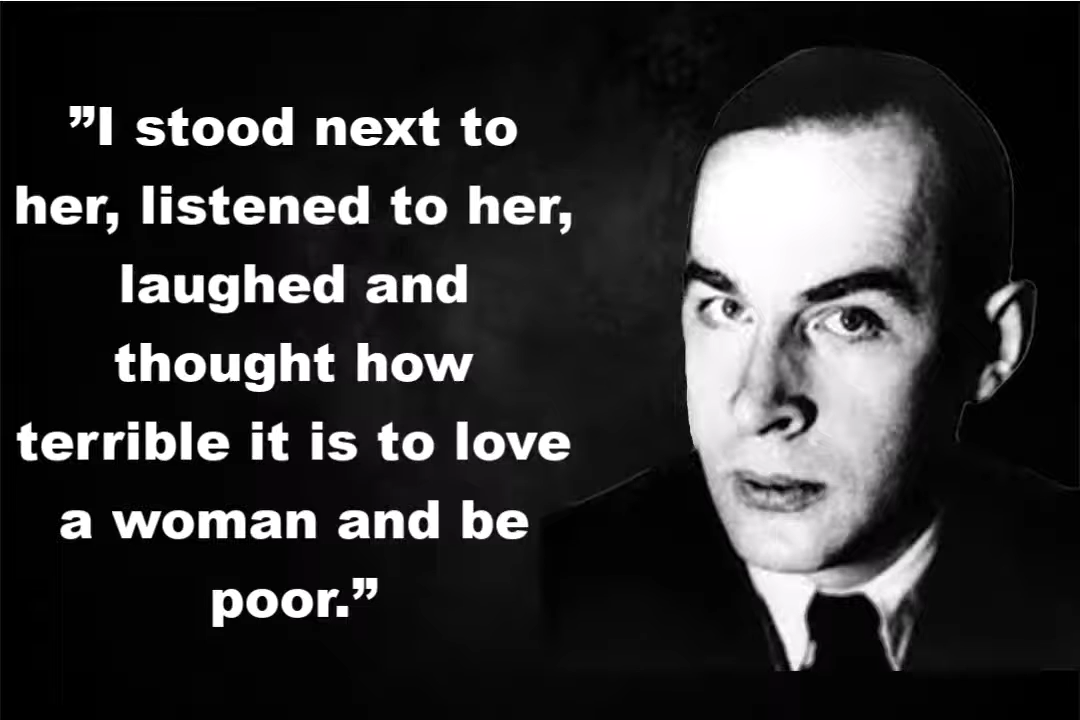 ”I stood next to
her, listened to her,
laughed and
thought how
terrible it is to love
a woman and be
poor.”